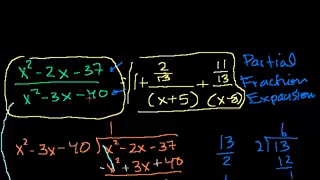 x² - 2x - 37 / x² - 3x - 40 = 1 + (2/13)/(x+5) + (11/13)/(x-8)
Partial
Fraction
Expansion
1
x² - 3x - 40 ) x² - 2x - 37
-x² + 3x + 40
13/2
6
2 ) 13
12